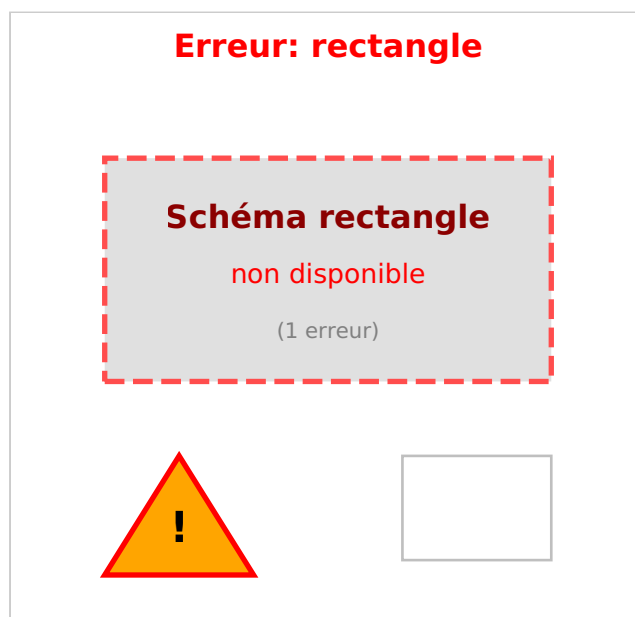 Erreur: rectangle
Schéma rectangle
non disponible
(1 erreur)
!